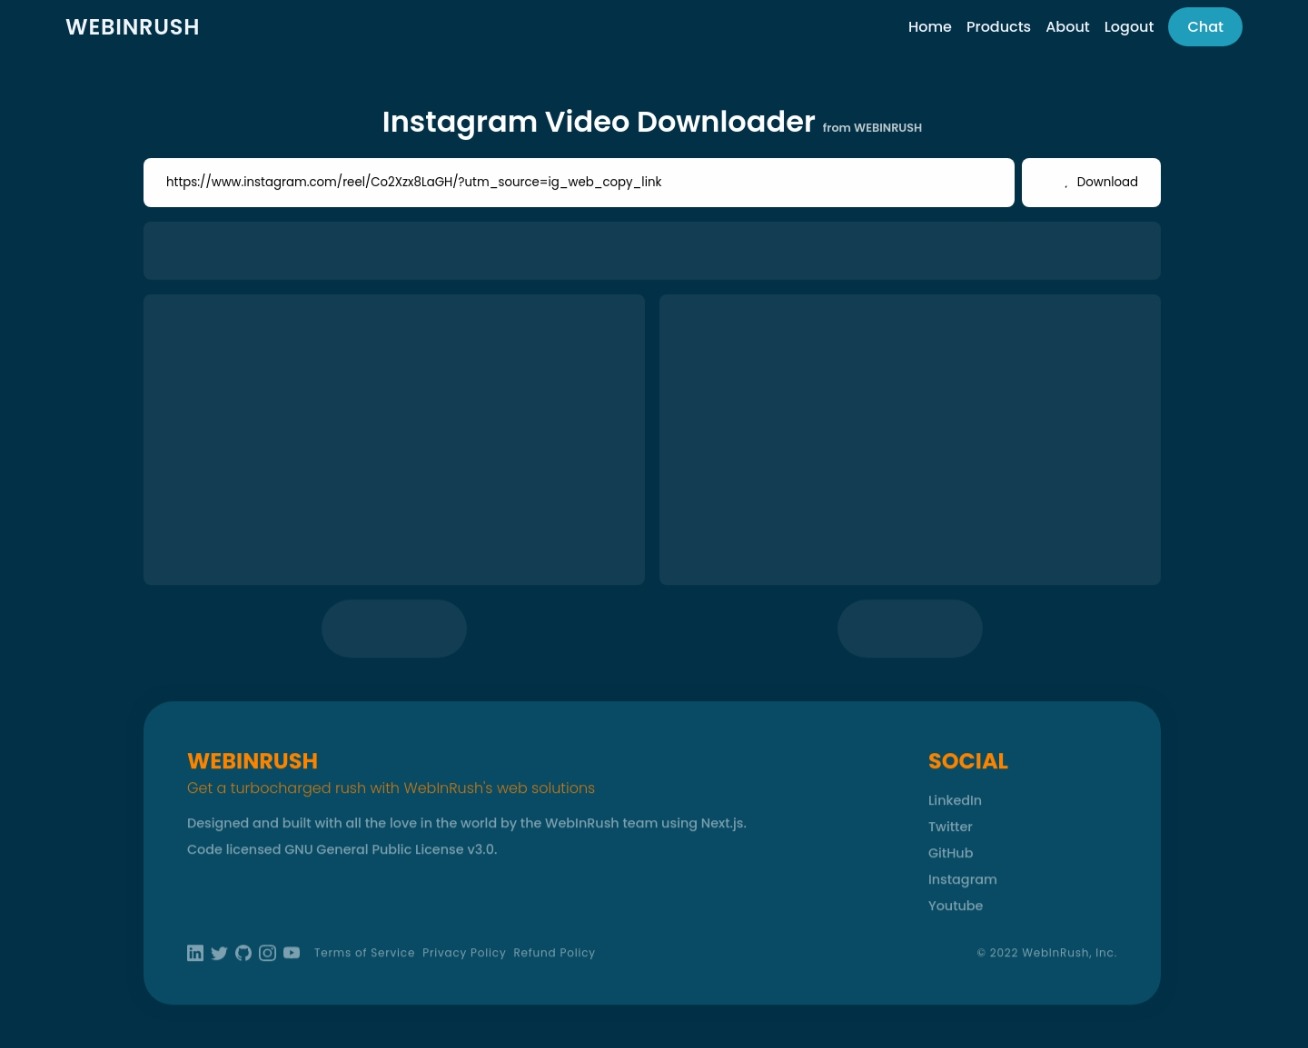 WEBINRUSH
Home Products About Logout Chat
Instagram Video Downloader from WEBINRUSH
https://www.instagram.com/reel/Co2Xzx8LaGH/?utm_source=ig_web_copy_link
Download
WEBINRUSH
Get a turbocharged rush with WebInRush's web solutions
Designed and built with all the love in the world by the WebInRush team using Next.js.
Code licensed GNU General Public License v3.0.
SOCIAL
LinkedIn
Twitter
GitHub
Instagram
Youtube
Terms of Service Privacy Policy Refund Policy
© 2022 WebInRush, Inc.